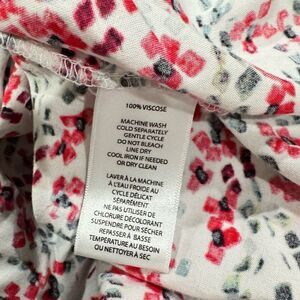 100% VISCOSE
MACHINE WASH
COLD SEPARATELY
GENTLE CYCLE
DO NOT BLEACH
LINE DRY
COOL IRON IF NEEDED
OR DRY CLEAN
LAVER À LA MACHINE
À L'EAU FROIDE AU
CYCLE DÉLICAT
SÉPARÉMENT
NE PAS UTILISER DE
CHLORURE DÉCOLORANT
SUSPENDRE POUR SÉCHER
REPASSER À BASSE
TEMPÉRATURE AU BESOIN
OU NETTOYER À SEC